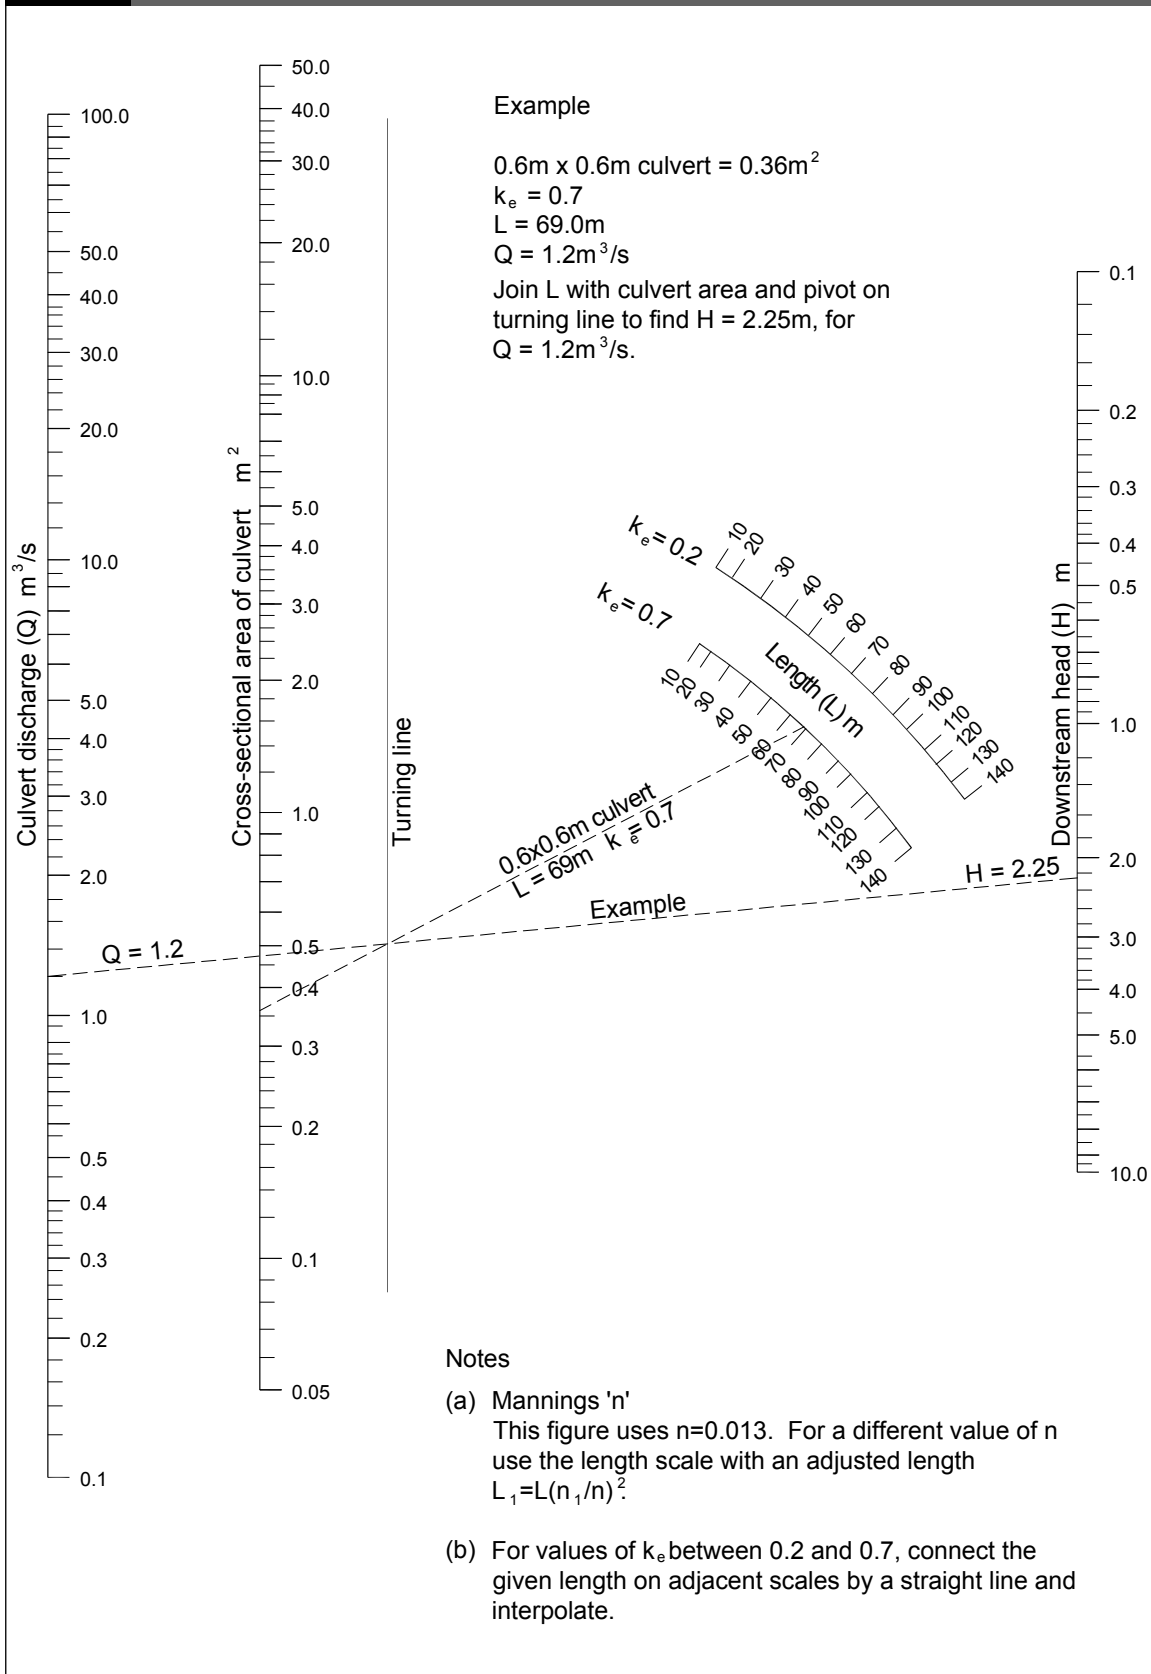 Example
0.6m x 0.6m culvert = 0.36m²
kₑ = 0.7
L = 69.0m
Q = 1.2m³/s
Join L with culvert area and pivot on
turning line to find H = 2.25m, for
Q = 1.2m³/s.
Culvert discharge (Q) m³/s
100.0
50.0
40.0
30.0
20.0
10.0
5.0
4.0
3.0
2.0
1.0
0.5
0.4
0.3
0.2
0.1
Cross-sectional area of culvert m²
50.0
40.0
30.0
20.0
10.0
5.0
4.0
3.0
2.0
1.0
0.5
0.4
0.3
0.2
0.1
0.05
Turning line
kₑ = 0.2
10
20
30
40
50
60
70
80
90
100
110
120
130
140
Length (L) m
kₑ = 0.7
10
20
30
40
50
60
70
80
90
100
110
120
130
140
0.6x0.6m culvert
L = 69m kₑ = 0.7
Q = 1.2
Example
H = 2.25
Downstream head (H) m
0.1
0.2
0.3
0.4
0.5
1.0
2.0
3.0
4.0
5.0
10.0
Notes
(a) Mannings 'n'
This figure uses n=0.013. For a different value of n
use the length scale with an adjusted length
L₁=L(n₁/n)².
(b) For values of kₑ between 0.2 and 0.7, connect the
given length on adjacent scales by a straight line and
interpolate.